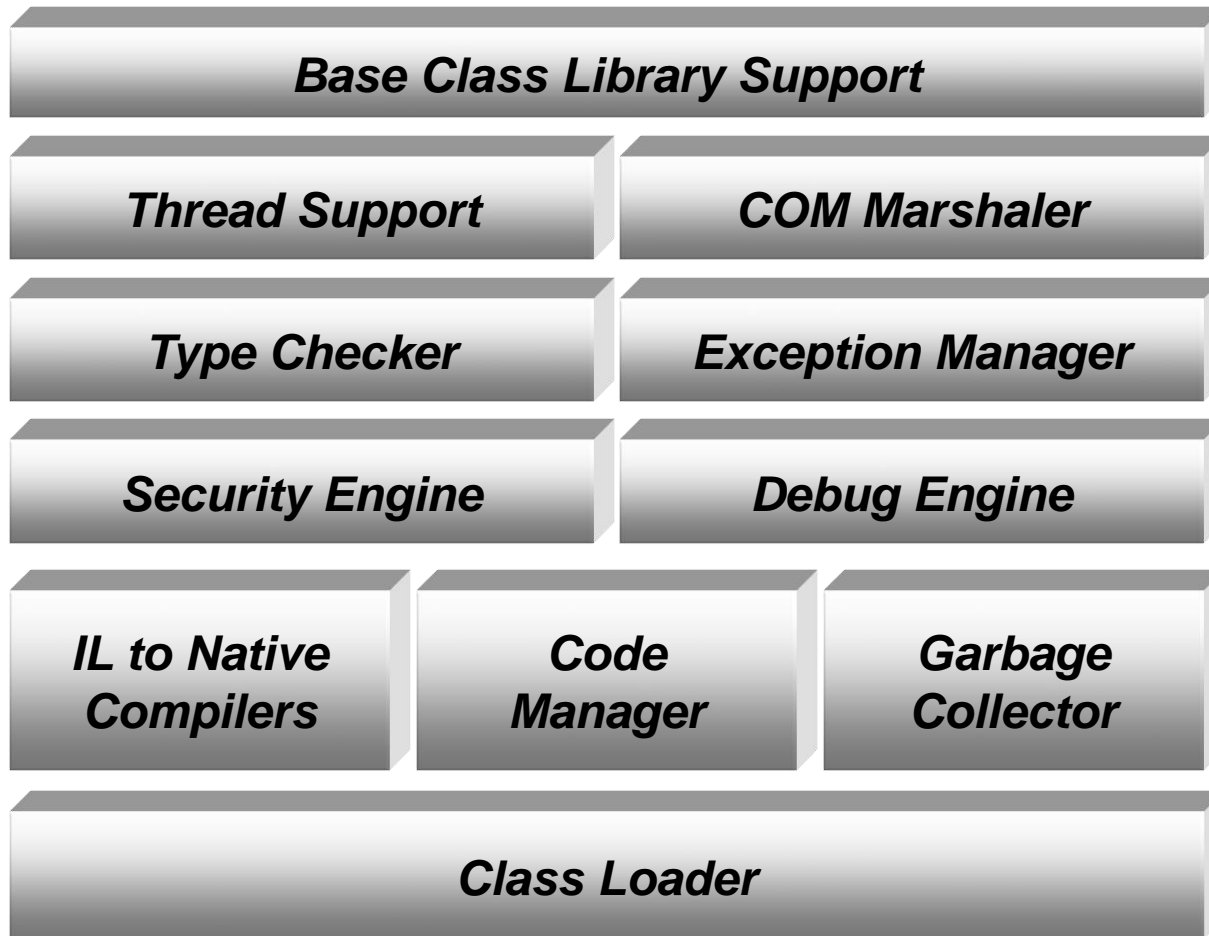 Base Class Library Support
Thread Support
COM Marshaler
Type Checker
Exception Manager
Security Engine
Debug Engine
IL to Native
Compilers
Code
Manager
Garbage
Collector
Class Loader